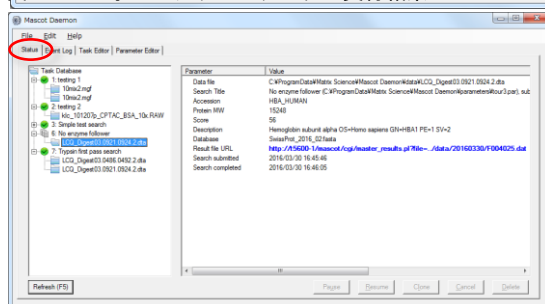 Mascot Daemon
File Edit Help
Status Event Log Task Editor Parameter Editor
Task Database
1: testing 1
10mix2.mgf
10mix2.mgf
2: testing 2
klc_101207p_CPTAC_BSA_10x.RAW
3: Simple test search
6: No enzyme follower
LCQ_Digest03.0921.0924.2.dta
7: Trypsin first pass search
LCQ_Digest03.0486.0492.2.dta
LCQ_Digest03.0921.0924.2.dta
Parameter Value
Data file C:¥ProgramData¥Matrix Science¥Mascot Daemon¥data¥LCQ_Digest03.0921.0924.2.dta
Search Title No enzyme follower (C:¥ProgramData¥Matrix Science¥Mascot Daemon¥parameters¥tour3.par), sub
Accession HBA_HUMAN
Protein MW 15248
Score 56
Description Hemoglobin subunit alpha OS=Homo sapiens GN=HBA1 PE=1 SV=2
Database SwissProt_2016_02.fasta
Result file URL http://t5600-1/mascot/cgi/master_results.pl?file=../data/20160330/F004025.dat
Search submitted 2016/03/30 16:45:46
Search completed 2016/03/30 16:46:05
Refresh (F5) Pause Resume Clone Cancel Delete